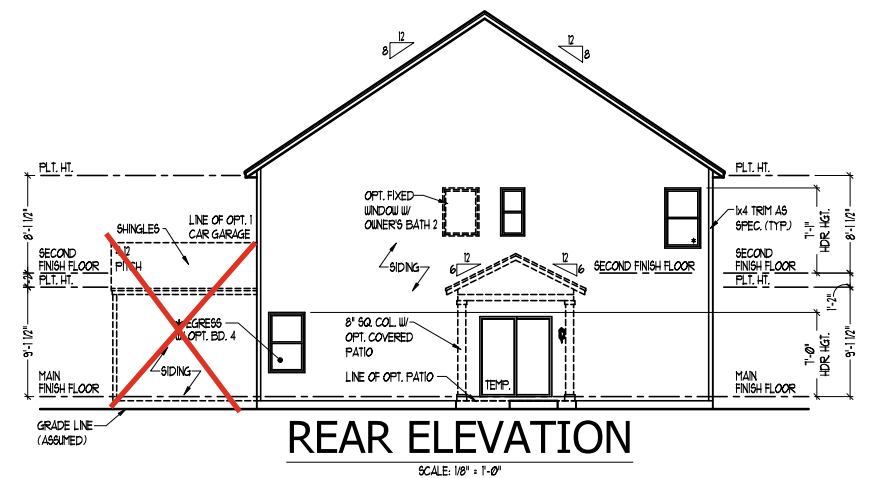 12
8
12
8
PLT. HT.
PLT. HT.
8'-1 1/2"
SHINGLES
LINE OF OPT. 1
CAR GARAGE
OPT. FIXED
WINDOW W/
OWNER'S BATH 2
1x4 TRIM AS
SPEC. (TYP.)
7'-1"
HDR HGT.
8'-1 1/2"
12
PITCH
SECOND
FINISH FLOOR
PLT. HT.
SIDING
12
6
12
6
SECOND FINISH FLOOR
SECOND
FINISH FLOOR
PLT. HT.
1'-2"
9'-1 1/2"
* EGRESS
W/ OPT. BD. 4
8" SQ. COL. W/
OPT. COVERED
PATIO
SIDING
LINE OF OPT. PATIO
TEMP.
7'-0"
HDR HGT.
9'-1 1/2"
MAIN
FINISH FLOOR
MAIN
FINISH FLOOR
GRADE LINE
(ASSUMED)
REAR ELEVATION
SCALE: 1/8" = 1'-0"